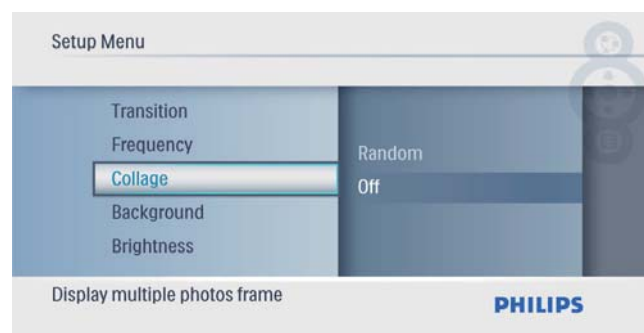 Setup Menu
Transition
Frequency
Collage
Background
Brightness
Random
Off
Display multiple photos frame
PHILIPS